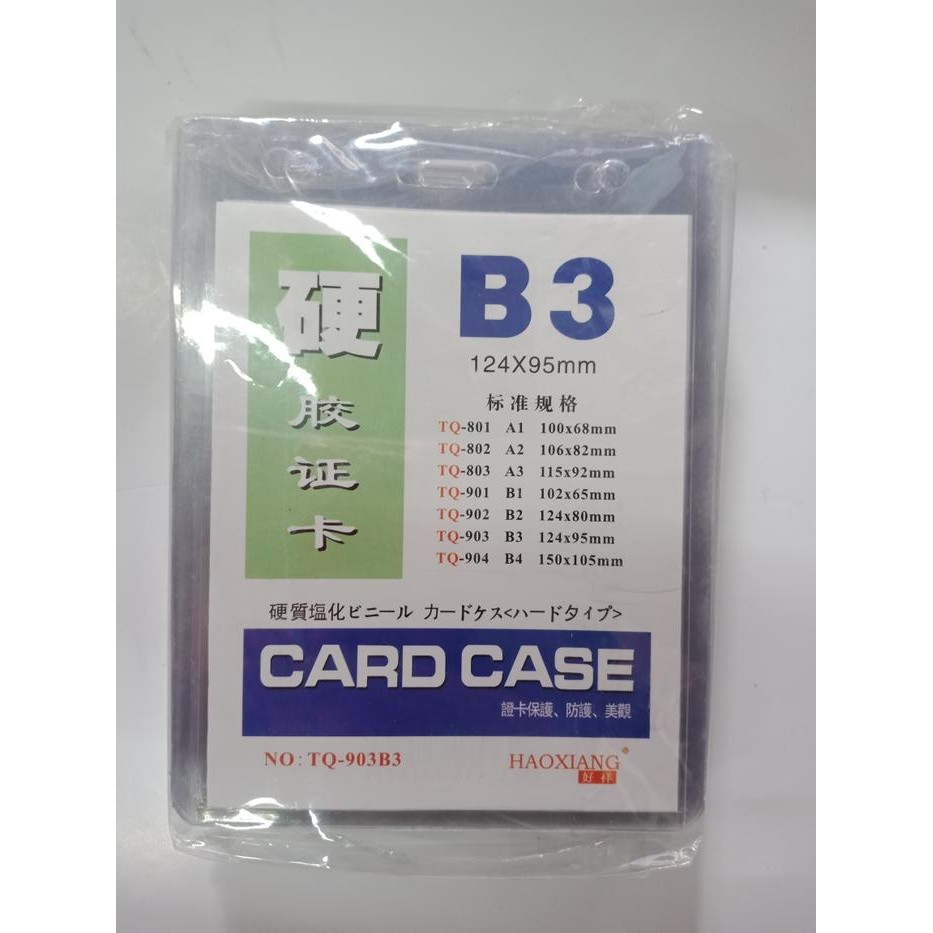 硬
胶
证
卡
B3
124X95mm
标准规格
TQ-801 A1 100x68mm
TQ-802 A2 106x82mm
TQ-803 A3 115x92mm
TQ-901 B1 102x65mm
TQ-902 B2 124x80mm
TQ-903 B3 124x95mm
TQ-904 B4 150x105mm
硬質塩化ビニール カードケス<ハードタイプ>
CARD CASE
證卡保護、防護、美觀
NO: TQ-903B3
HAOXIANG®
好祥